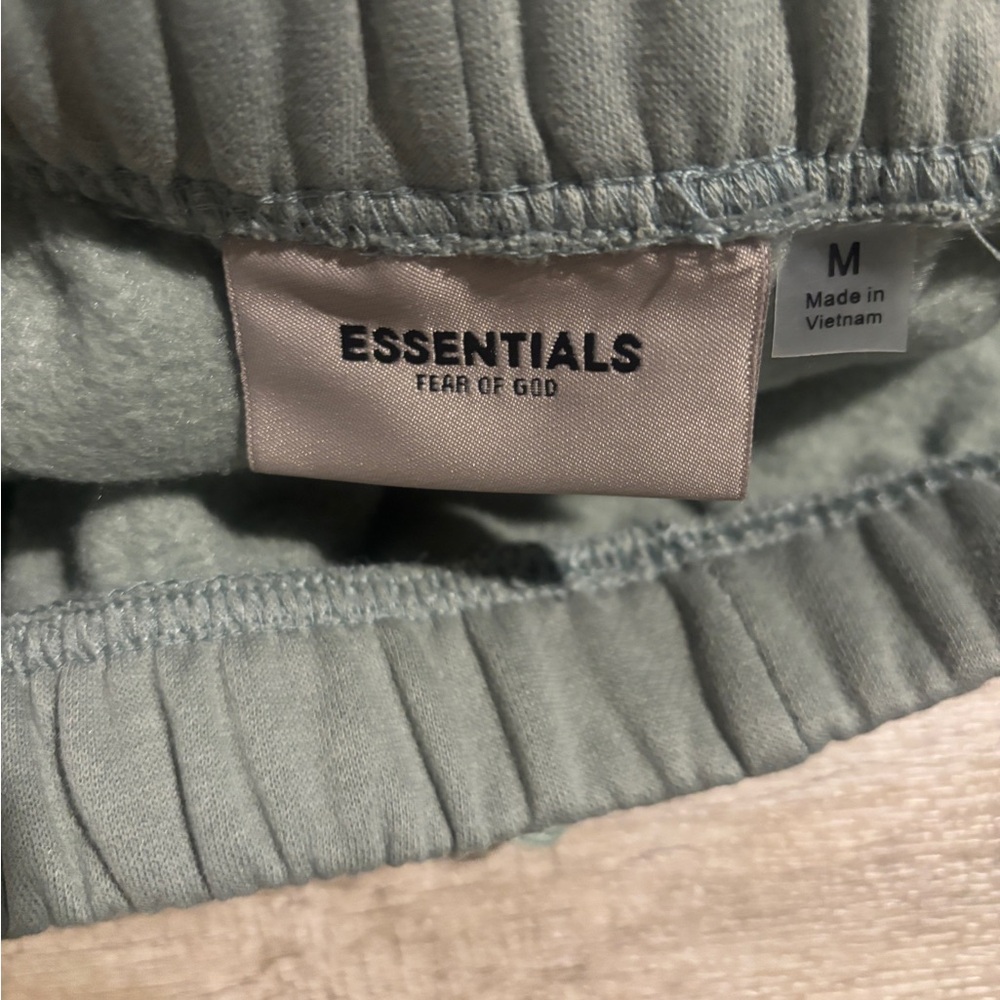 ESSENTIALS
FEAR OF GOD
M
Made in
Vietnam